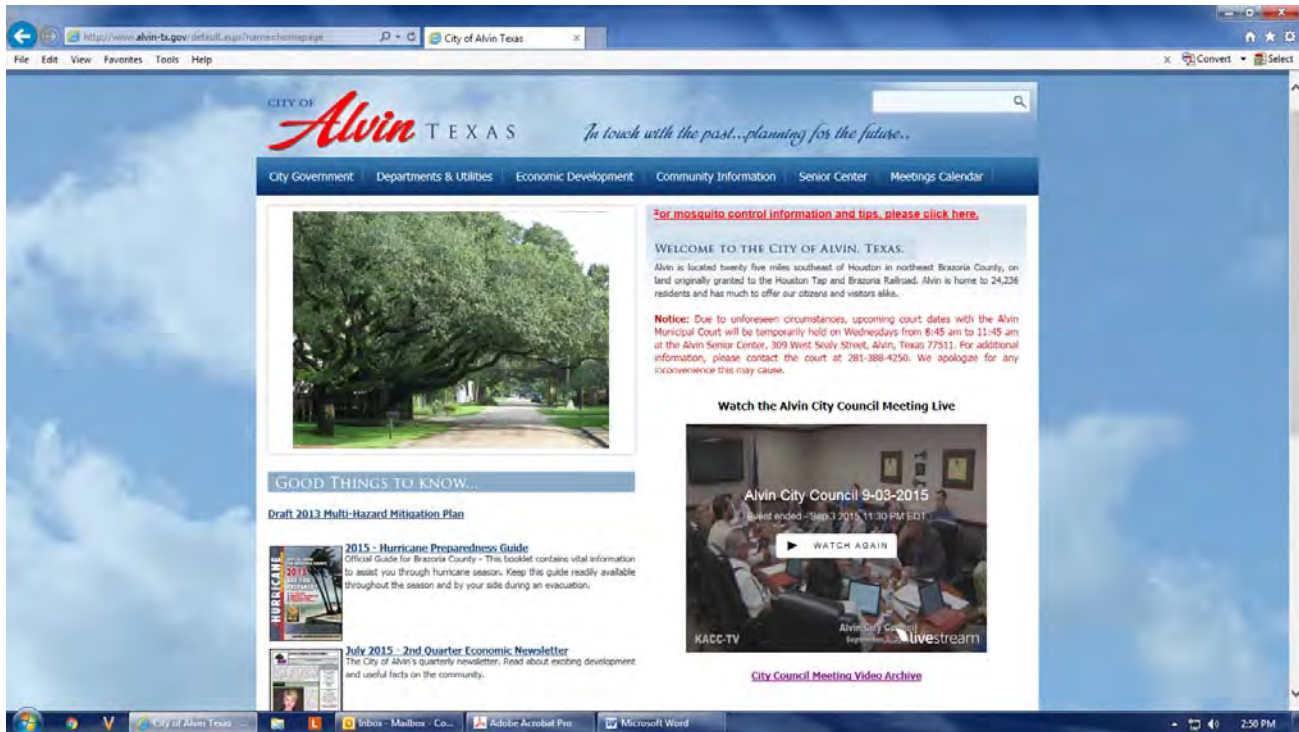 http://www.alvin-tx.gov/default.aspx?name=homepage
City of Alvin Texas
File Edit View Favorites Tools Help
Convert
Select
CITY OF
Alvin TEXAS
In touch with the past...planning for the future..
City Government Departments & Utilities Economic Development Community Information Senior Center Meetings Calendar
For mosquito control information and tips, please click here.
WELCOME TO THE CITY OF ALVIN, TEXAS.
Alvin is located twenty five miles southeast of Houston in northeast Brazoria County, on
land originally granted to the Houston Tap and Brazoria Railroad. Alvin is home to 24,236
residents and has much to offer our citizens and visitors alike.
Notice: Due to unforeseen circumstances, upcoming court dates with the Alvin
Municipal Court will be temporarily held on Wednesdays from 8:45 am to 11:45 am
at the Alvin Senior Center, 309 West Sealy Street, Alvin, Texas 77511. For additional
information, please contact the court at 281-388-4250. We apologize for any
inconvenience this may cause.
Watch the Alvin City Council Meeting Live
Alvin City Council 9-03-2015
Event ended - Sep 3 2015 11:30 PM EDT
WATCH AGAIN
KACC-TV
Alvin City Council
livestream
City Council Meeting Video Archive
GOOD THINGS TO KNOW...
Draft 2013 Multi-Hazard Mitigation Plan
HURRICANE
2015
2015 - Hurricane Preparedness Guide
Official Guide for Brazoria County - This booklet contains vital information
to assist you through hurricane season. Keep this guide readily available
throughout the season and by your side during an evacuation.
July 2015 - 2nd Quarter Economic Newsletter
The City of Alvin's quarterly newsletter. Read about exciting development
and useful facts on the community.
City of Alvin Texas ...
Inbox - Mailbox - Co...
Adobe Acrobat Pro
Microsoft Word
2:50 PM